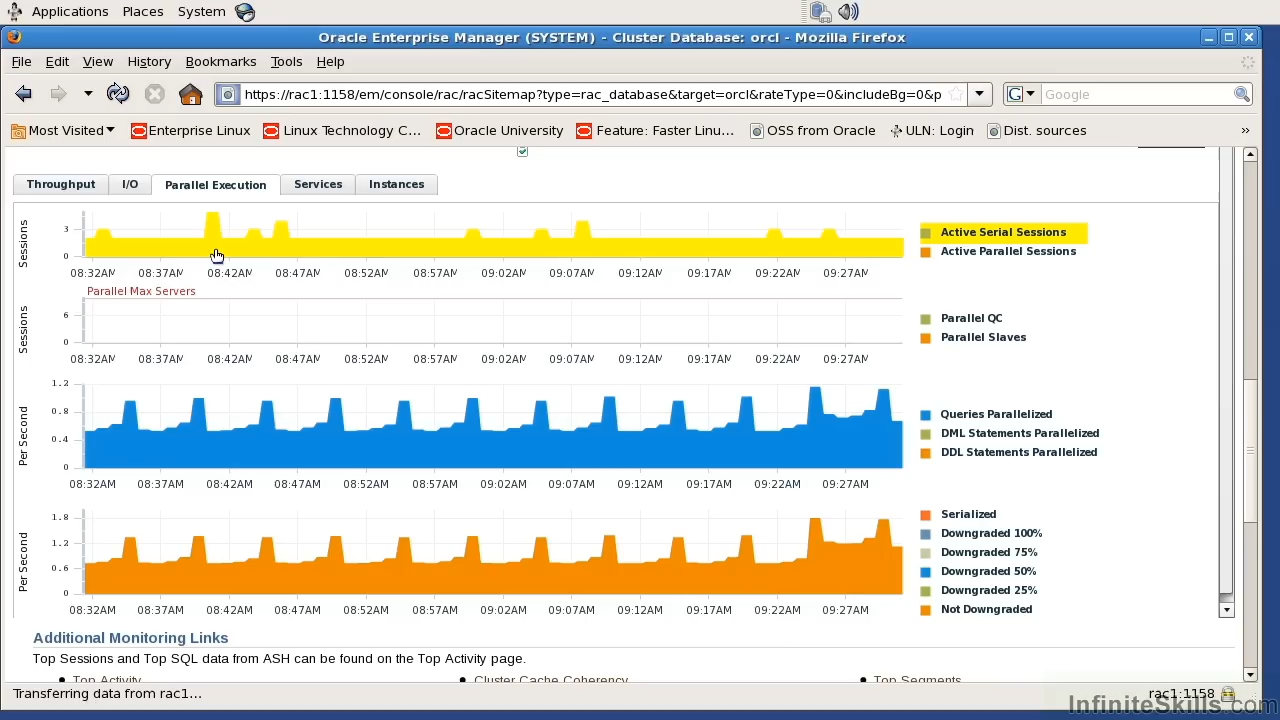 Applications Places System
Oracle Enterprise Manager (SYSTEM) - Cluster Database: orcl - Mozilla Firefox
File Edit View History Bookmarks Tools Help
https://rac1:1158/em/console/rac/racSitemap?type=rac_database&target=orcl&rateType=0&includeBg=0&p
Google
Most Visited Enterprise Linux Linux Technology C... Oracle University Feature: Faster Linu... OSS from Oracle ULN: Login Dist. sources »
Throughput I/O Parallel Execution Services Instances
Sessions
3
0
08:32AM 08:37AM 08:42AM 08:47AM 08:52AM 08:57AM 09:02AM 09:07AM 09:12AM 09:17AM 09:22AM 09:27AM
Active Serial Sessions
Active Parallel Sessions
Parallel Max Servers
Sessions
6
0
08:32AM 08:37AM 08:42AM 08:47AM 08:52AM 08:57AM 09:02AM 09:07AM 09:12AM 09:17AM 09:22AM 09:27AM
Parallel QC
Parallel Slaves
Per Second
1.2
0.8
0.4
0
08:32AM 08:37AM 08:42AM 08:47AM 08:52AM 08:57AM 09:02AM 09:07AM 09:12AM 09:17AM 09:22AM 09:27AM
Queries Parallelized
DML Statements Parallelized
DDL Statements Parallelized
Per Second
1.8
1.2
0.6
0
08:32AM 08:37AM 08:42AM 08:47AM 08:52AM 08:57AM 09:02AM 09:07AM 09:12AM 09:17AM 09:22AM 09:27AM
Serialized
Downgraded 100%
Downgraded 75%
Downgraded 50%
Downgraded 25%
Not Downgraded
Additional Monitoring Links
Top Sessions and Top SQL data from ASH can be found on the Top Activity page.
Top Activity Cluster Cache Coherency Top Segments
Transferring data from rac1... rac1:1158
InfiniteSkills.com